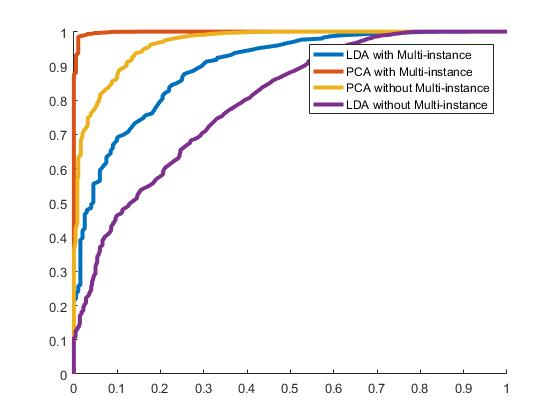 1
0.9
0.8
0.7
0.6
0.5
0.4
0.3
0.2
0.1
0
LDA with Multi-instance
PCA with Multi-instance
PCA without Multi-instance
LDA without Multi-instance
0 0.1 0.2 0.3 0.4 0.5 0.6 0.7 0.8 0.9 1